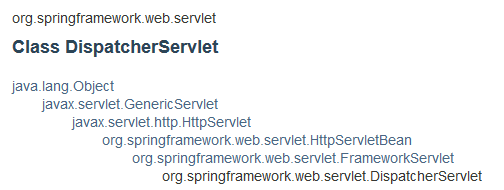 org.springframework.web.servlet
Class DispatcherServlet
java.lang.Object
javax.servlet.GenericServlet
javax.servlet.http.HttpServlet
org.springframework.web.servlet.HttpServletBean
org.springframework.web.servlet.FrameworkServlet
org.springframework.web.servlet.DispatcherServlet